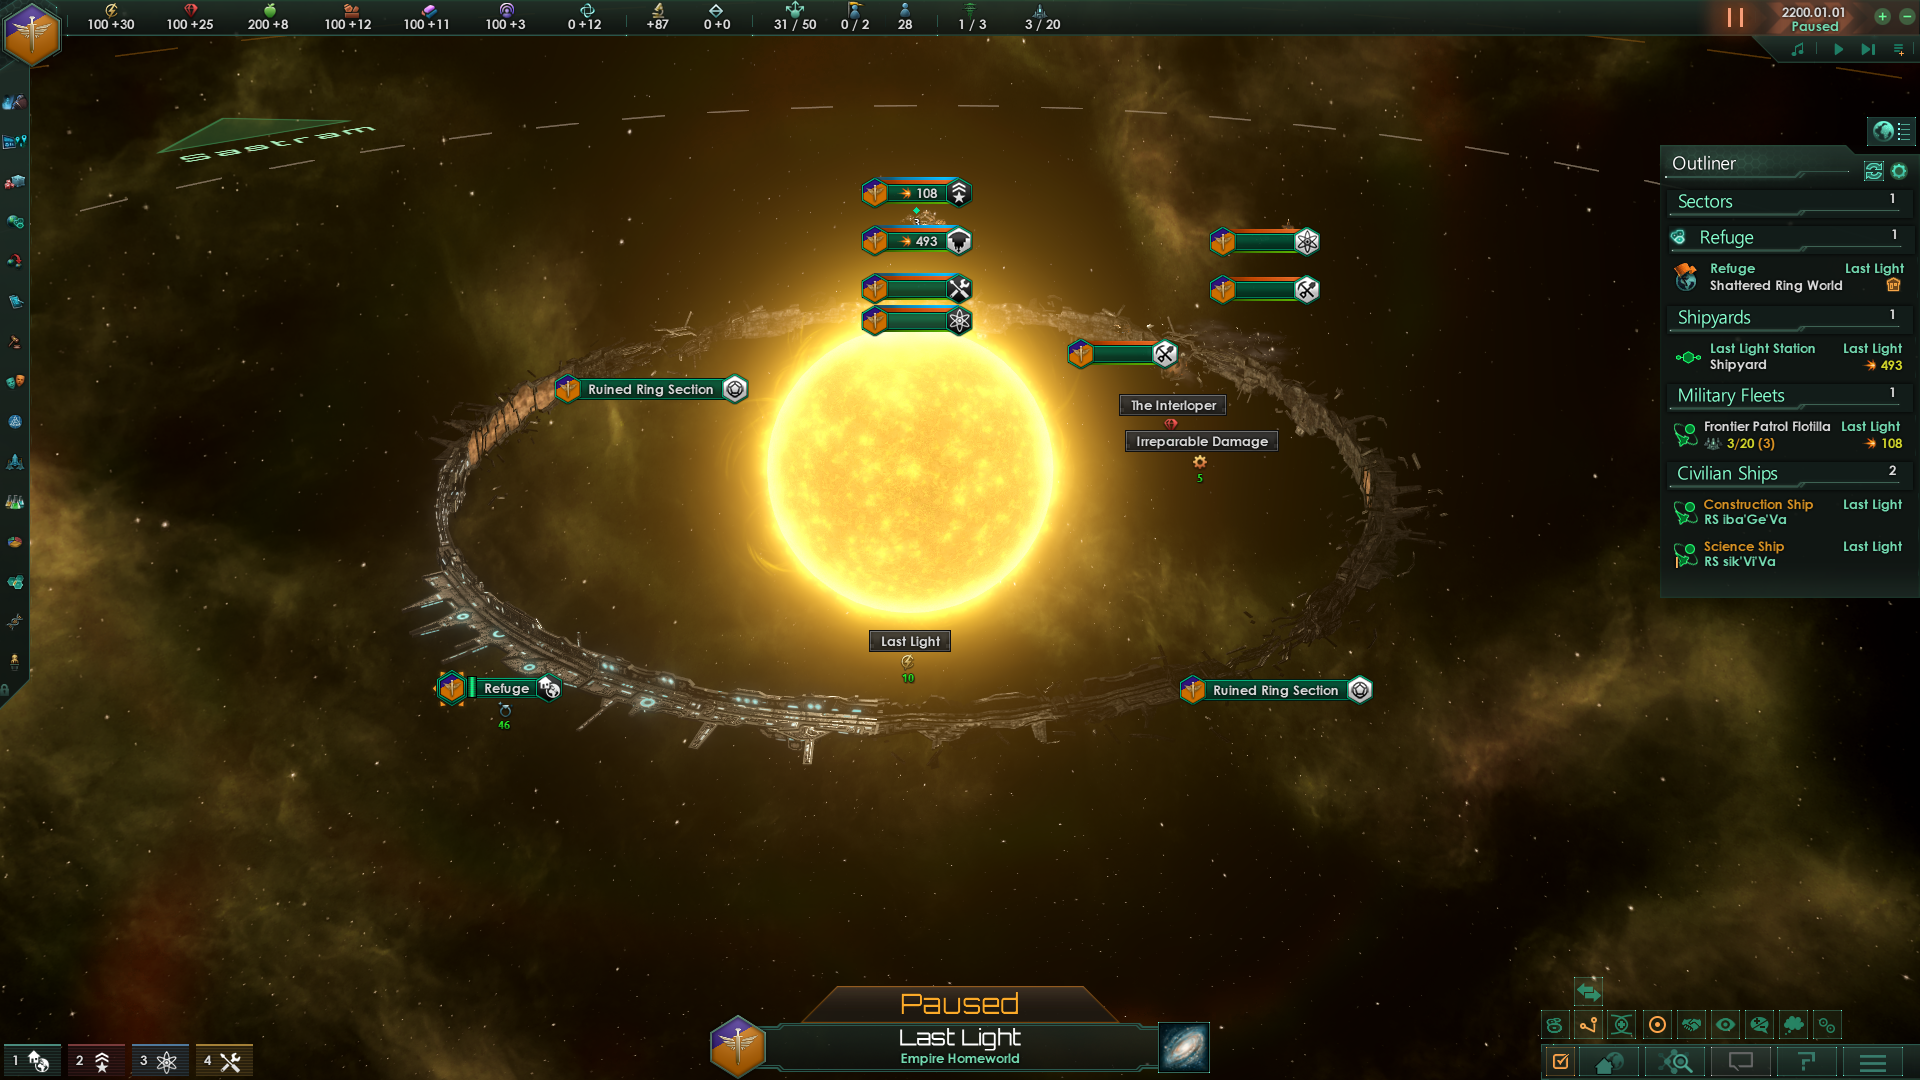 100 +30
100 +25
200 +8
100 +12
100 +11
100 +3
0 +12
+87
0 +0
31 / 50
0 / 2
28
1 / 3
3 / 20
2200.01.01
Paused
Sastram
108
3
493
Ruined Ring Section
The Interloper
Irreparable Damage
5
Last Light
10
Refuge
46
Ruined Ring Section
Outliner
Sectors 1
Refuge 1
Refuge Last Light
Shattered Ring World
Shipyards 1
Last Light Station Last Light
Shipyard 493
Military Fleets 1
Frontier Patrol Flotilla Last Light
3/20 (3) 108
Civilian Ships 2
Construction Ship Last Light
RS iba'Ge'Va
Science Ship Last Light
RS sik'Vi'Va
Paused
Last Light
Empire Homeworld
1
2
3
4